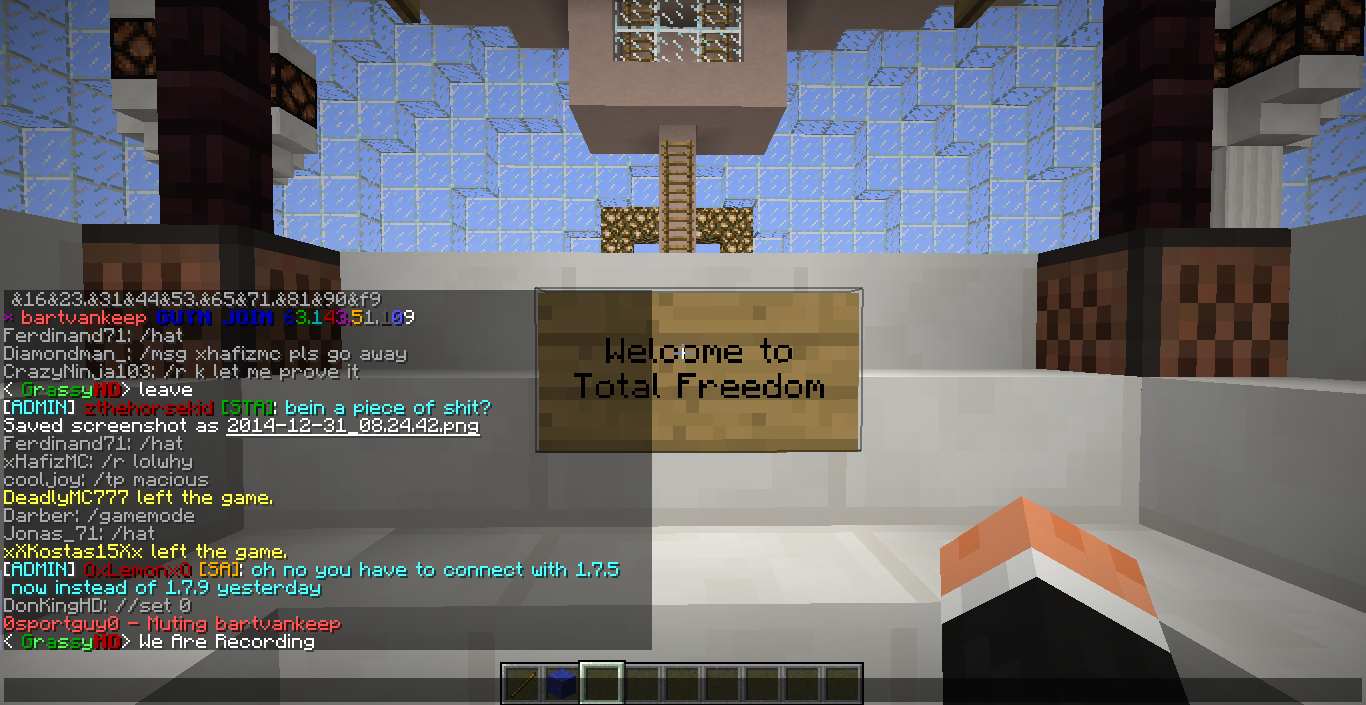 &16&23.&31&44&53.&65&71.&81&90&f9
× bartvankeep GUYM JOIN 63.143.51.109
Ferdinand71: /hat
Diamondman_: /msg xhafizmc pls go away
CrazyNinja103: /r k let me prove it
< GrassyHD> leave
[ADMIN] zthehorsekid [STA]: bein a piece of shit?
Saved screenshot as 2014-12-31_08.24.42.png
Ferdinand71: /hat
xHafizMC: /r lolwhy
cooljoy: /tp macious
DeadlyMC777 left the game.
Darber: /gamemode
Jonas_71: /hat
xXKostas15Xx left the game.
[ADMIN] 0xLemonx0 [SA]: oh no you have to connect with 1.7.5
now instead of 1.7.9 yesterday
DonKingHD: //set 0
0sportguy0 - Muting bartvankeep
< GrassyHD> We Are Recording
Welcome to
Total Freedom